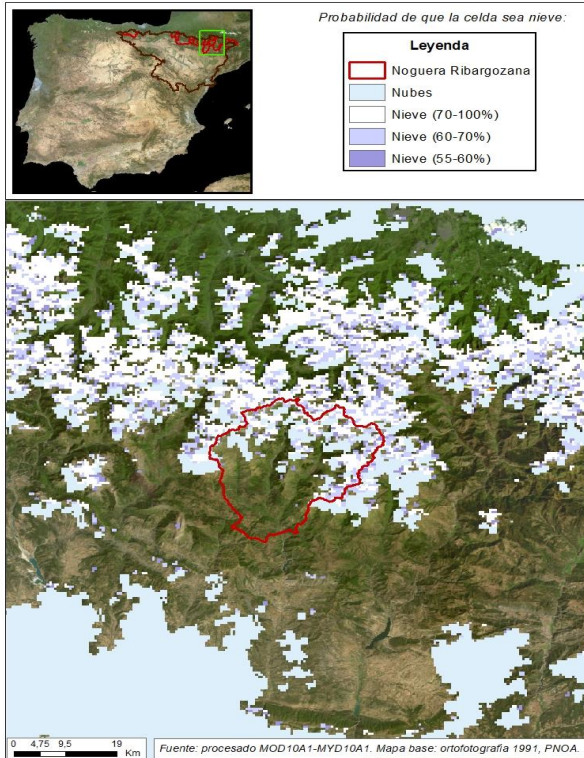 Probabilidad de que la celda sea nieve:
Leyenda
Noguera Ribargozana
Nubes
Nieve (70-100%)
Nieve (60-70%)
Nieve (55-60%)
0 4,75 9,5 19
Km
Fuente: procesado MOD10A1-MYD10A1. Mapa base: ortofotografía 1991, PNOA.